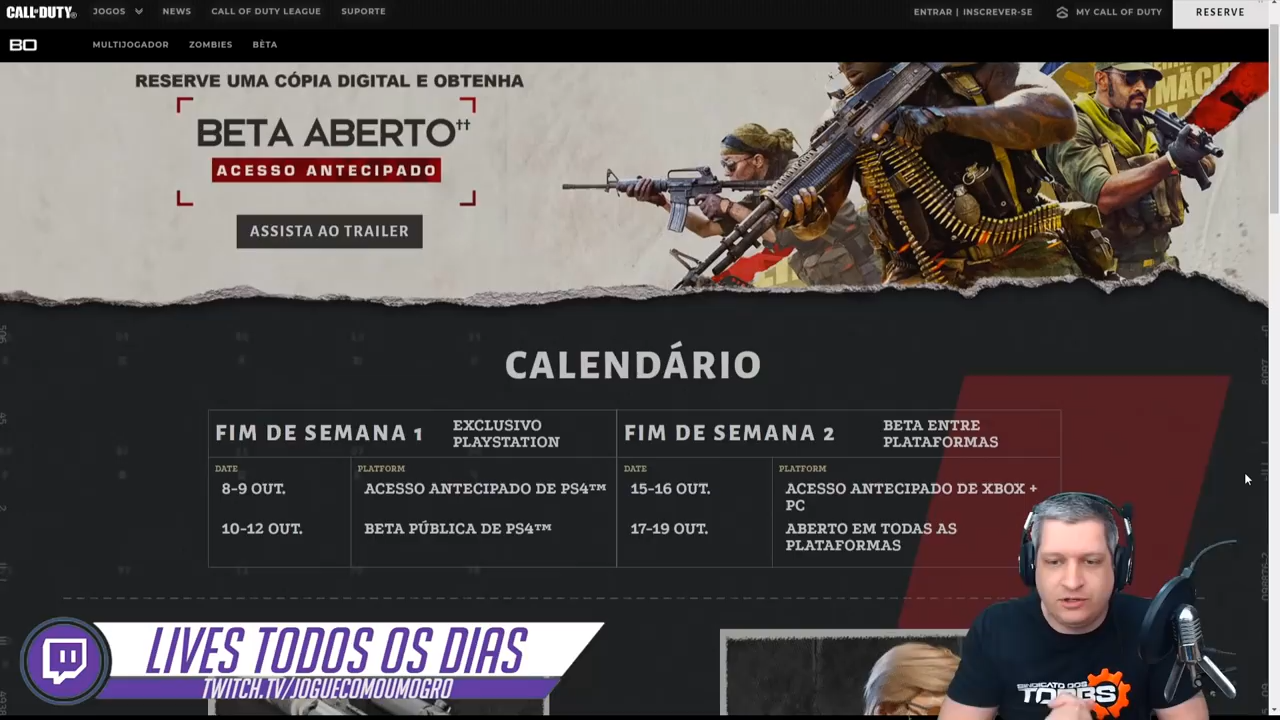 CALL OF DUTY®
JOGOS
NEWS
CALL OF DUTY LEAGUE
SUPORTE
ENTRAR | INSCREVER-SE
MY CALL OF DUTY
RESERVE
BO
MULTIJOGADOR
ZOMBIES
BÈTA
RESERVE UMA CÓPIA DIGITAL E OBTENHA
BETA ABERTO††
ACESSO ANTECIPADO
ASSISTA AO TRAILER
CALENDÁRIO
FIM DE SEMANA 1
EXCLUSIVO
PLAYSTATION
DATE
PLATFORM
8-9 OUT.
ACESSO ANTECIPADO DE PS4™
10-12 OUT.
BETA PÚBLICA DE PS4™
FIM DE SEMANA 2
BETA ENTRE
PLATAFORMAS
DATE
PLATFORM
15-16 OUT.
ACESSO ANTECIPADO DE XBOX +
PC
17-19 OUT.
ABERTO EM TODAS AS
PLATAFORMAS
LIVES TODOS OS DIAS
TWITCH.TV/JOGUECOMOUMOGRO
SINDICATO DOS